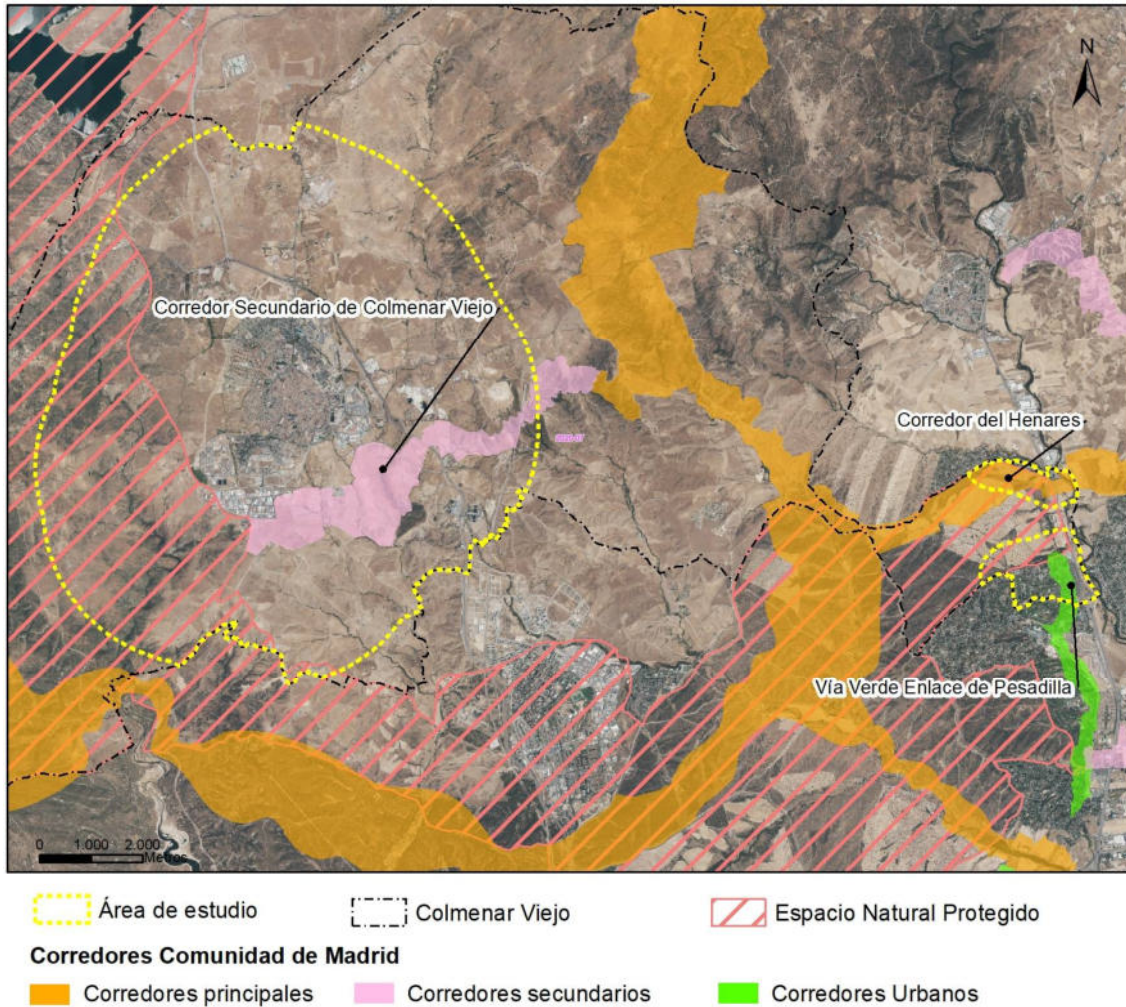 N
Corredor Secundario de Colmenar Viejo
Corredor del Henares
Vía Verde Enlace de Pesadilla
0 1.000 2.000
Metros
Área de estudio
Colmenar Viejo
Espacio Natural Protegido
Corredores Comunidad de Madrid
Corredores principales
Corredores secundarios
Corredores Urbanos